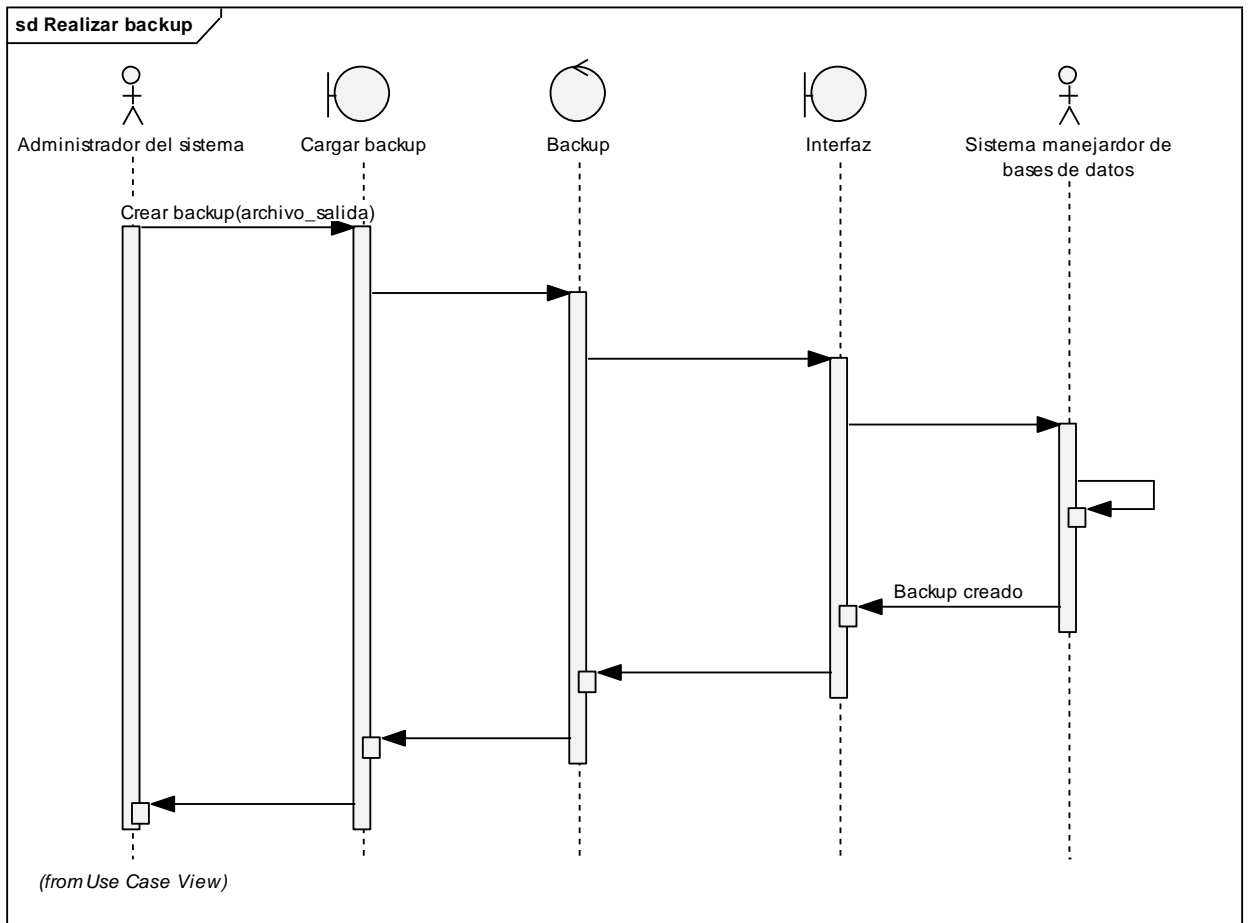 sd Realizar backup
Administrador del sistema
Cargar backup
Backup
Interfaz
Sistema manejardor de
bases de datos
Crear backup(archivo_salida)
Backup creado
(from Use Case View)